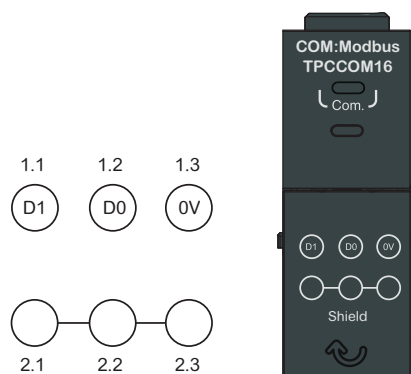 1.1 1.2 1.3
D1 D0 0V
2.1 2.2 2.3
COM:Modbus
TPCCOM16
Com.
D1 D0 0V
Shield